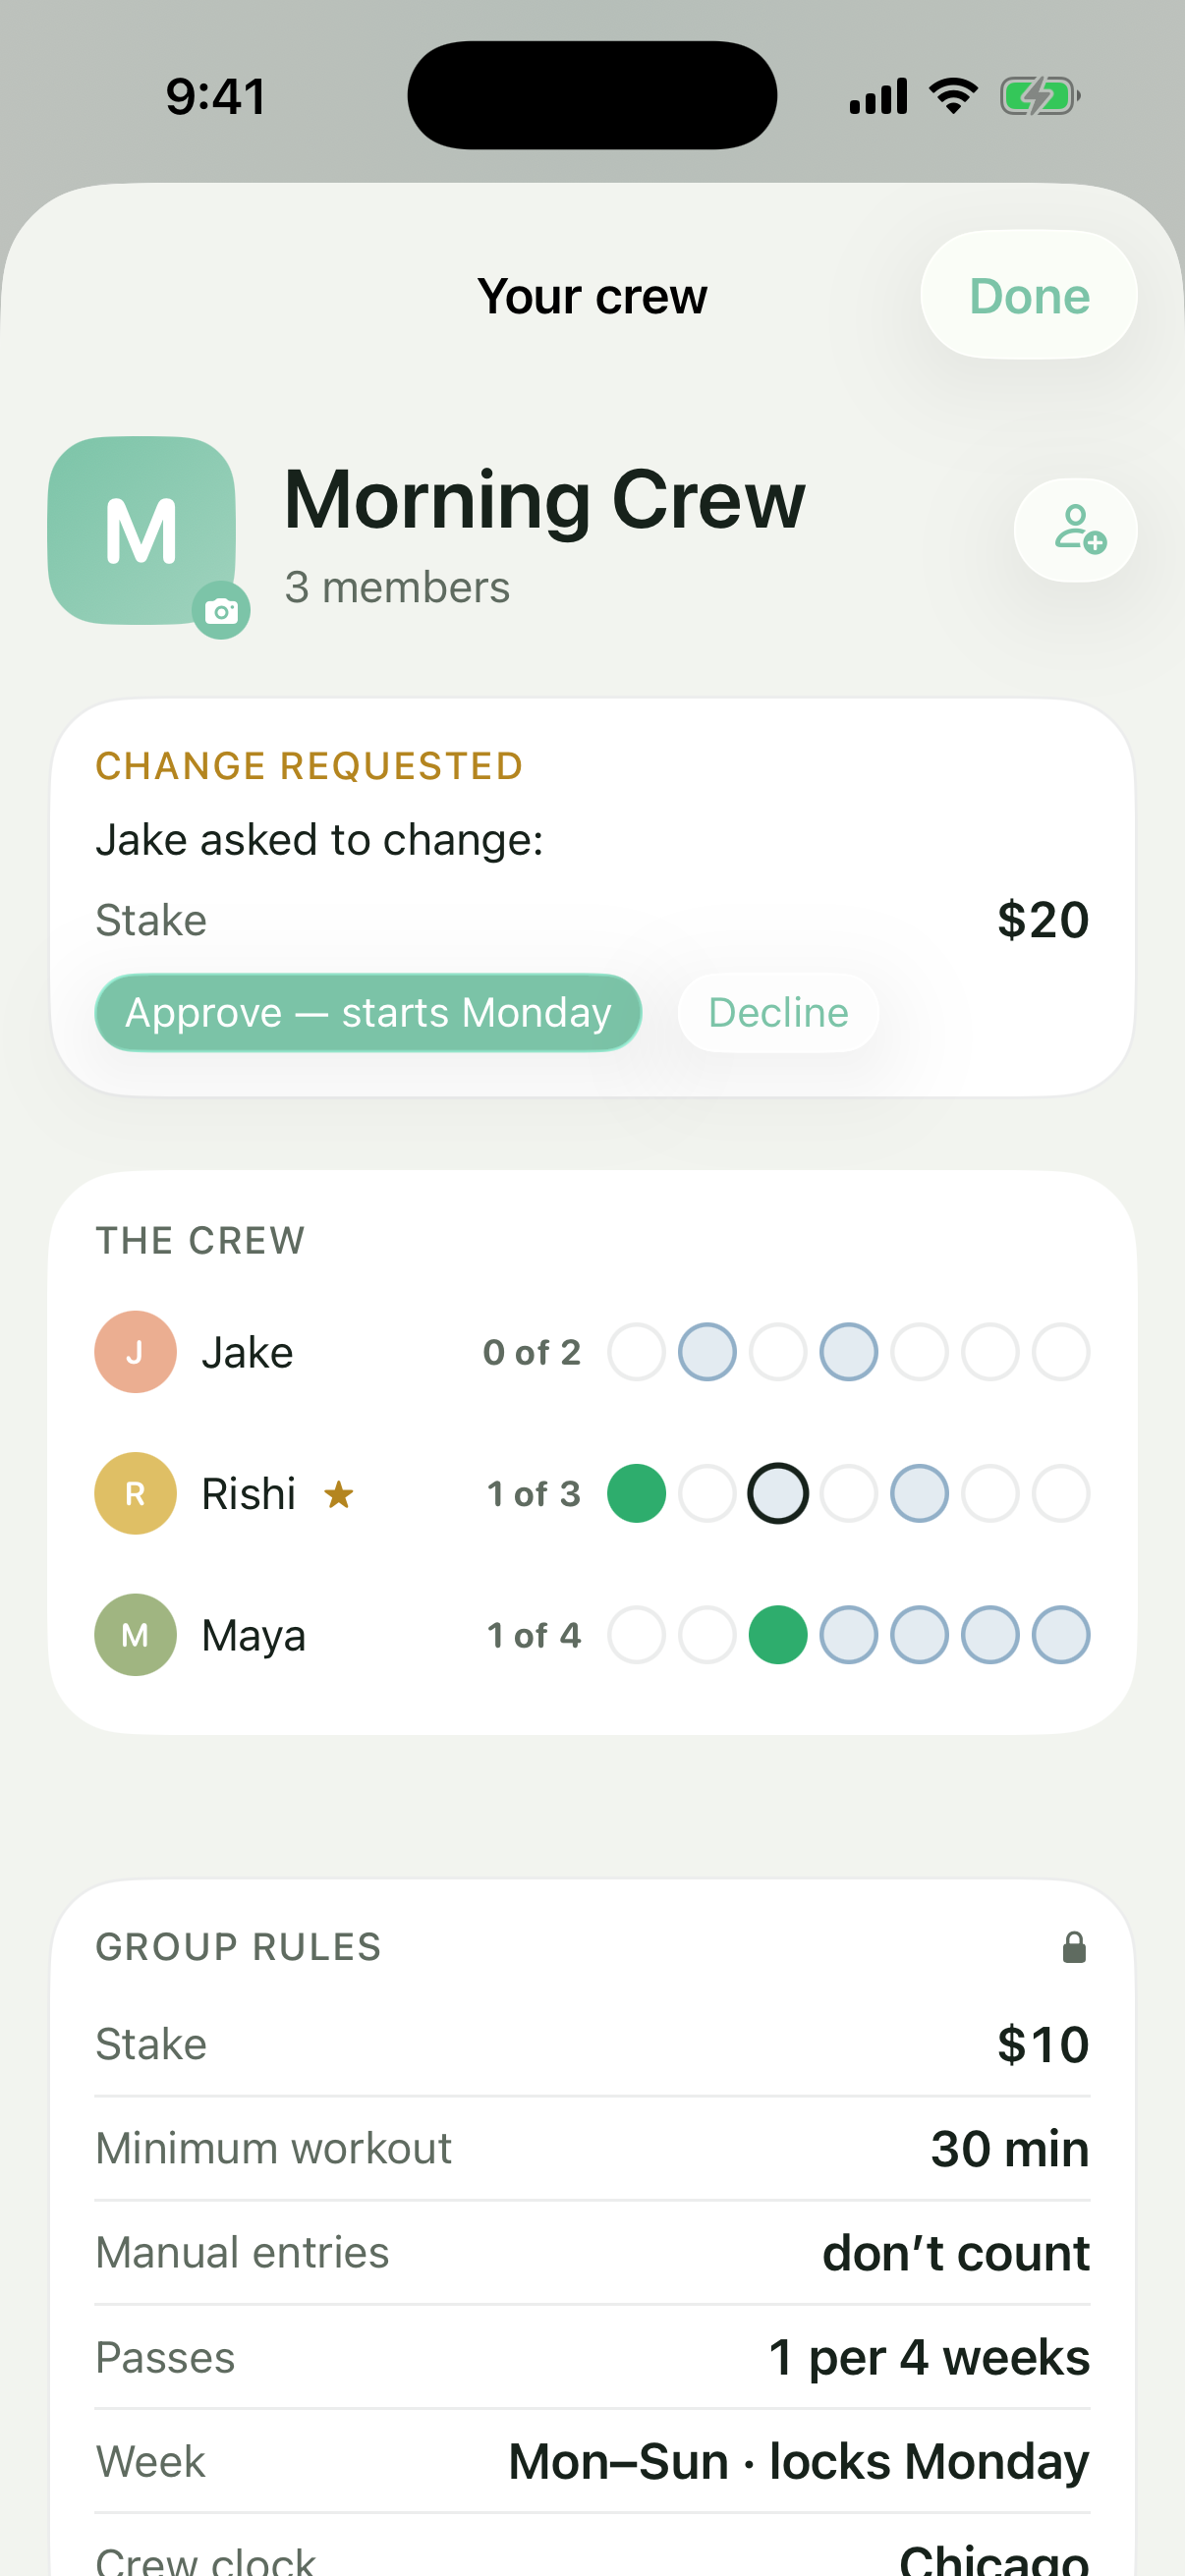 9:41
Your crew
Done
M
Morning Crew
3 members
CHANGE REQUESTED
Jake asked to change:
Stake
$20
Approve — starts Monday
Decline
THE CREW
J
Jake
0 of 2
R
Rishi
1 of 3
M
Maya
1 of 4
GROUP RULES
Stake
$10
Minimum workout
30 min
Manual entries
don’t count
Passes
1 per 4 weeks
Week
Mon–Sun · locks Monday
Crew clock
Chicago